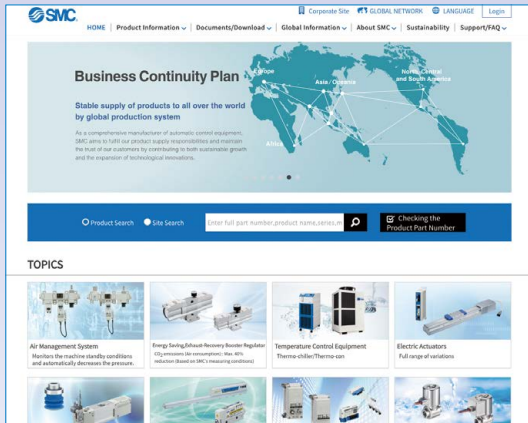 SMC
Corporate Site GLOBAL NETWORK LANGUAGE Login
HOME Product Information Documents/Download Global Information About SMC Sustainability Support/FAQ
Business Continuity Plan
Stable supply of products to all over the world
by global production system
As a comprehensive manufacturer of automatic control equipment,
SMC aims to fulfil our product supply responsibilities and maintain
the trust of our customers by contributing to both sustainable growth
and the expansion of technological innovations.
Europe
Asia / Oceania
North, Central
and South America
Africa
Product Search Site Search Enter full part number,product name,series,m
Checking the
Product Part Number
TOPICS
Air Management System
Monitors the machine standby conditions
and automatically decreases the pressure.
Energy Saving,Exhaust-Recovery Booster Regulator
CO2 emissions (Air consumption) : Max. 40%
reduction (Based on SMC's measuring conditions)
Temperature Control Equipment
Thermo-chiller/Thermo-con
Electric Actuators
Full range of variations